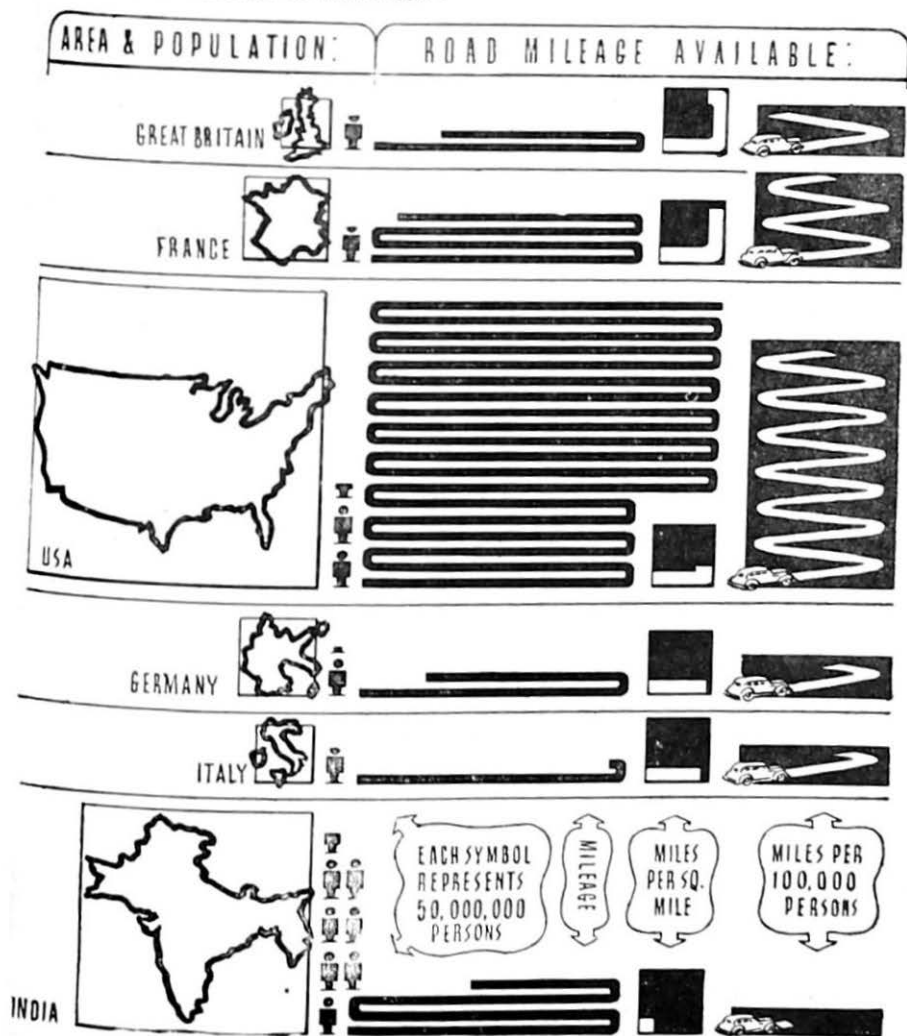 AREA & POPULATION:
ROAD MILEAGE AVAILABLE:
GREAT BRITAIN
FRANCE
USA
GERMANY
ITALY
INDIA
EACH SYMBOL
REPRESENTS
50,000,000
PERSONS
MILEAGE
MILES
PER SQ.
MILE
MILES PER
100,000
PERSONS